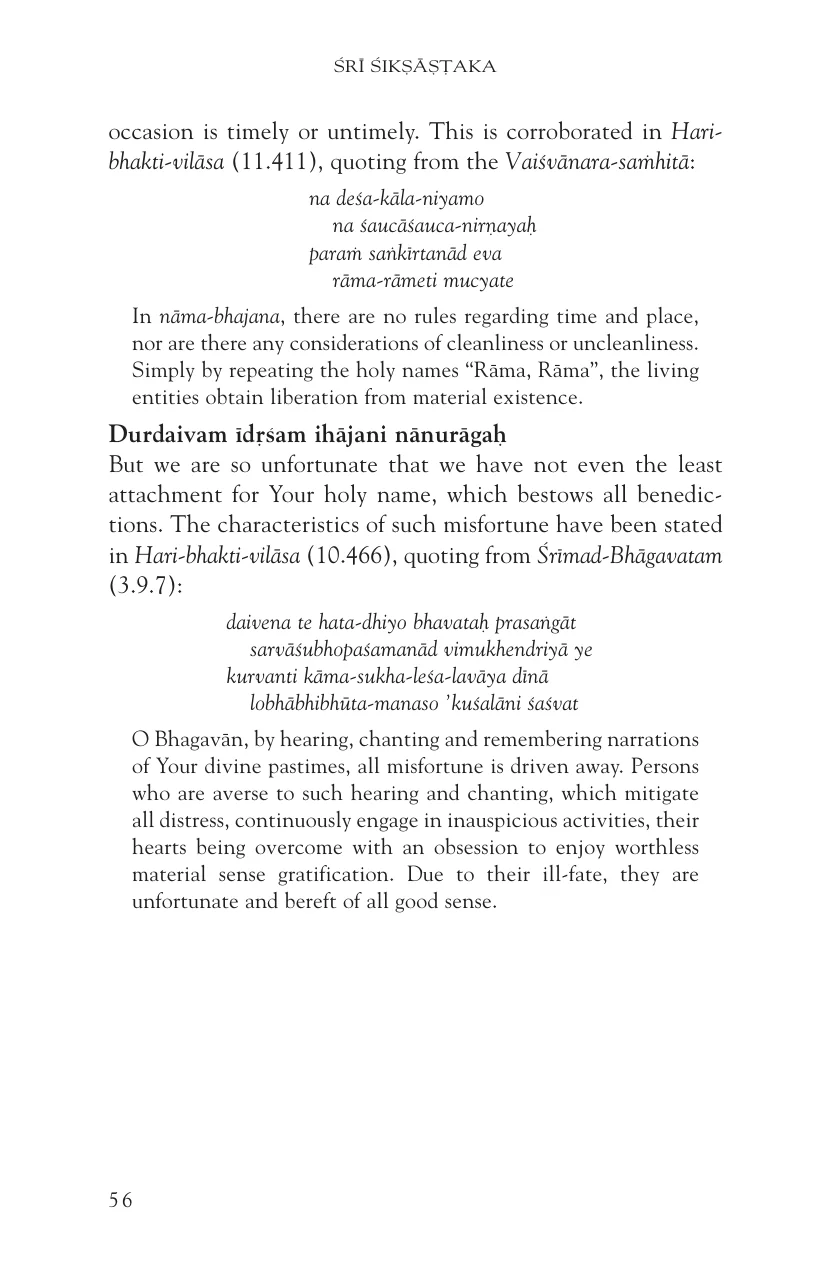 ŚRĪ ŚIKṢĀṢṬAKA
occasion is timely or untimely. This is corroborated in Hari-
bhakti-vilāsa (11.411), quoting from the Vaiśvānara-saṁhitā:
na deśa-kāla-niyamo
na śaucāśauca-nirṇayaḥ
paraṁ saṅkīrtanād eva
rāma-rāmeti mucyate
In nāma-bhajana, there are no rules regarding time and place,
nor are there any considerations of cleanliness or uncleanliness.
Simply by repeating the holy names “Rāma, Rāma”, the living
entities obtain liberation from material existence.
Durdaivam īdṛśam ihājani nānurāgaḥ
But we are so unfortunate that we have not even the least
attachment for Your holy name, which bestows all benedic-
tions. The characteristics of such misfortune have been stated
in Hari-bhakti-vilāsa (10.466), quoting from Śrīmad-Bhāgavatam
(3.9.7):
daivena te hata-dhiyo bhavataḥ prasaṅgāt
sarvāśubhopaśamanād vimukhendriyā ye
kurvanti kāma-sukha-leśa-lavāya dīnā
lobhābhibhūta-manaso ’kuśalāni śaśvat
O Bhagavān, by hearing, chanting and remembering narrations
of Your divine pastimes, all misfortune is driven away. Persons
who are averse to such hearing and chanting, which mitigate
all distress, continuously engage in inauspicious activities, their
hearts being overcome with an obsession to enjoy worthless
material sense gratification. Due to their ill-fate, they are
unfortunate and bereft of all good sense.
56